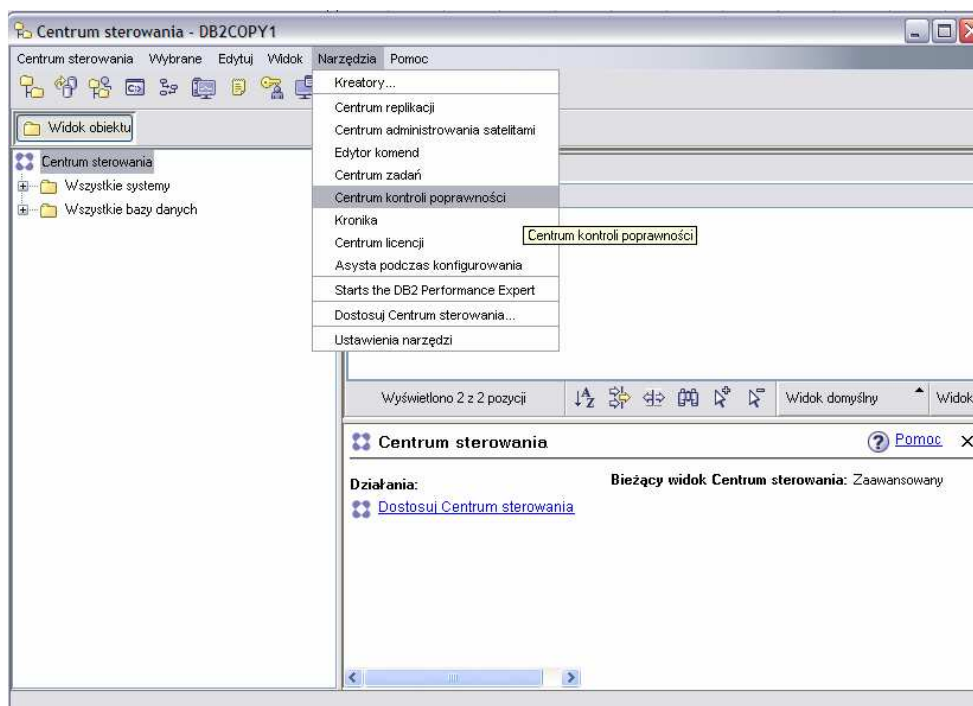 Centrum sterowania - DB2COPY1
Centrum sterowania Wybrane Edytuj Widok Narzędzia Pomoc
Kreatory...
Centrum replikacji
Centrum administrowania satelitami
Edytor komend
Centrum zadań
Centrum kontroli poprawności
Kronika
Centrum licencji
Asysta podczas konfigurowania
Starts the DB2 Performance Expert
Dostosuj Centrum sterowania...
Ustawienia narzędzi
Centrum kontroli poprawności
Widok obiektu
Centrum sterowania
Wszystkie systemy
Wszystkie bazy danych
Wyświetlono 2 z 2 pozycji Widok domyślny Widok
Centrum sterowania Pomoc
Działania: Bieżący widok Centrum sterowania: Zaawansowany
Dostosuj Centrum sterowania